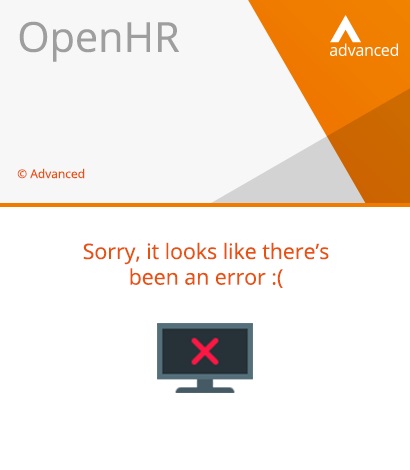 OpenHR
advanced
© Advanced
Sorry, it looks like there’s
been an error :(